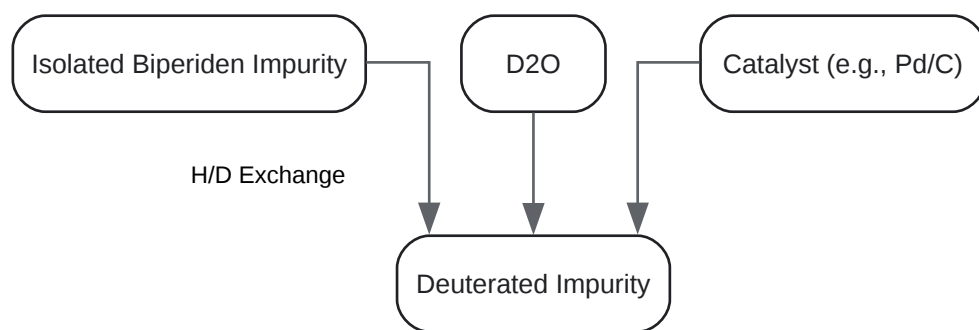 Isolated Biperiden Impurity
D2O
Catalyst (e.g., Pd/C)
H/D Exchange
Deuterated Impurity